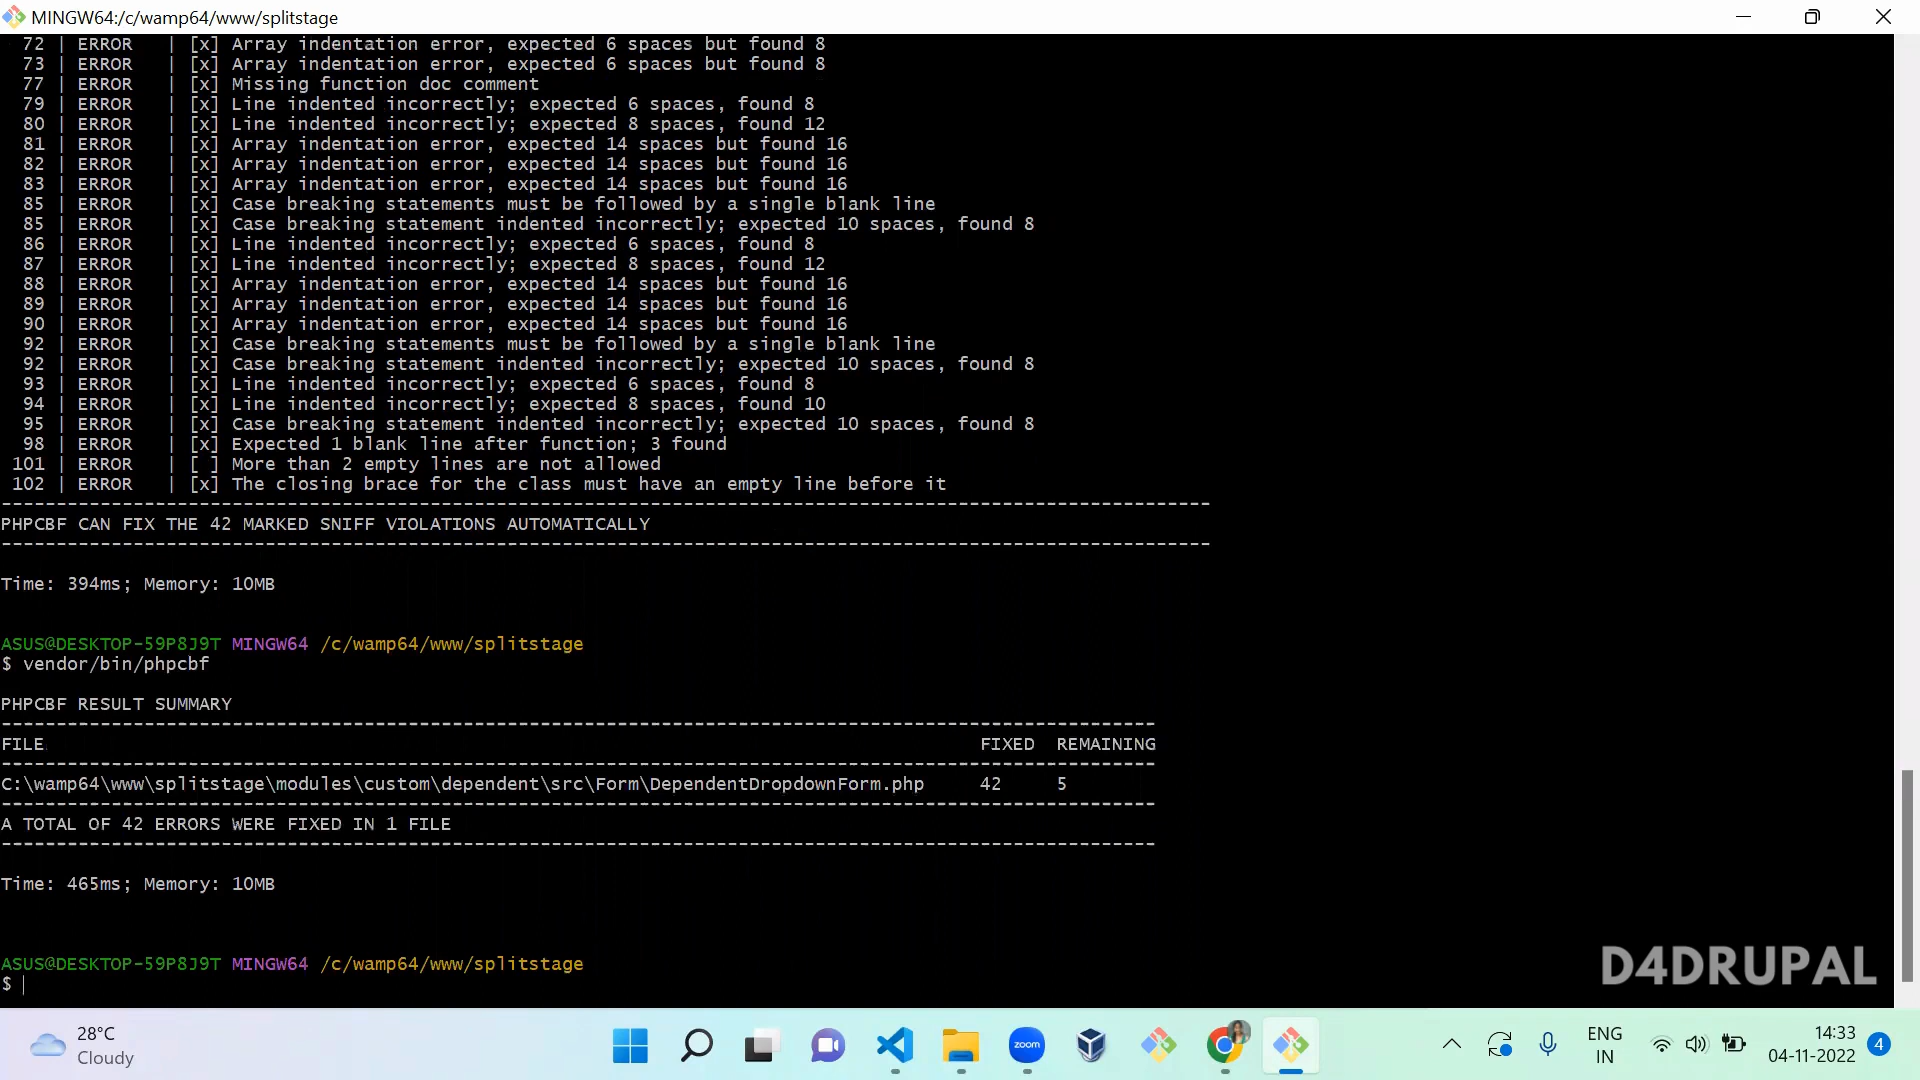 MINGW64:/c/wamp64/www/splitstage
72 | ERROR | [x] Array indentation error, expected 6 spaces but found 8
73 | ERROR | [x] Array indentation error, expected 6 spaces but found 8
77 | ERROR | [x] Missing function doc comment
79 | ERROR | [x] Line indented incorrectly; expected 6 spaces, found 8
80 | ERROR | [x] Line indented incorrectly; expected 8 spaces, found 12
81 | ERROR | [x] Array indentation error, expected 14 spaces but found 16
82 | ERROR | [x] Array indentation error, expected 14 spaces but found 16
83 | ERROR | [x] Array indentation error, expected 14 spaces but found 16
85 | ERROR | [x] Case breaking statements must be followed by a single blank line
85 | ERROR | [x] Case breaking statement indented incorrectly; expected 10 spaces, found 8
86 | ERROR | [x] Line indented incorrectly; expected 6 spaces, found 8
87 | ERROR | [x] Line indented incorrectly; expected 8 spaces, found 12
88 | ERROR | [x] Array indentation error, expected 14 spaces but found 16
89 | ERROR | [x] Array indentation error, expected 14 spaces but found 16
90 | ERROR | [x] Array indentation error, expected 14 spaces but found 16
92 | ERROR | [x] Case breaking statements must be followed by a single blank line
92 | ERROR | [x] Case breaking statement indented incorrectly; expected 10 spaces, found 8
93 | ERROR | [x] Line indented incorrectly; expected 6 spaces, found 8
94 | ERROR | [x] Line indented incorrectly; expected 8 spaces, found 10
95 | ERROR | [x] Case breaking statement indented incorrectly; expected 10 spaces, found 8
98 | ERROR | [x] Expected 1 blank line after function; 3 found
101 | ERROR | [ ] More than 2 empty lines are not allowed
102 | ERROR | [x] The closing brace for the class must have an empty line before it
PHPCBF CAN FIX THE 42 MARKED SNIFF VIOLATIONS AUTOMATICALLY
Time: 394ms; Memory: 10MB
ASUS@DESKTOP-59P8J9T MINGW64 /c/wamp64/www/splitstage
$ vendor/bin/phpcbf
PHPCBF RESULT SUMMARY
FILE FIXED REMAINING
C:\wamp64\www\splitstage\modules\custom\dependent\src\Form\DependentDropdownForm.php 42 5
A TOTAL OF 42 ERRORS WERE FIXED IN 1 FILE
Time: 465ms; Memory: 10MB
ASUS@DESKTOP-59P8J9T MINGW64 /c/wamp64/www/splitstage
$
D4DRUPAL
28°C
Cloudy
zoom
ENG
IN
14:33
04-11-2022
4